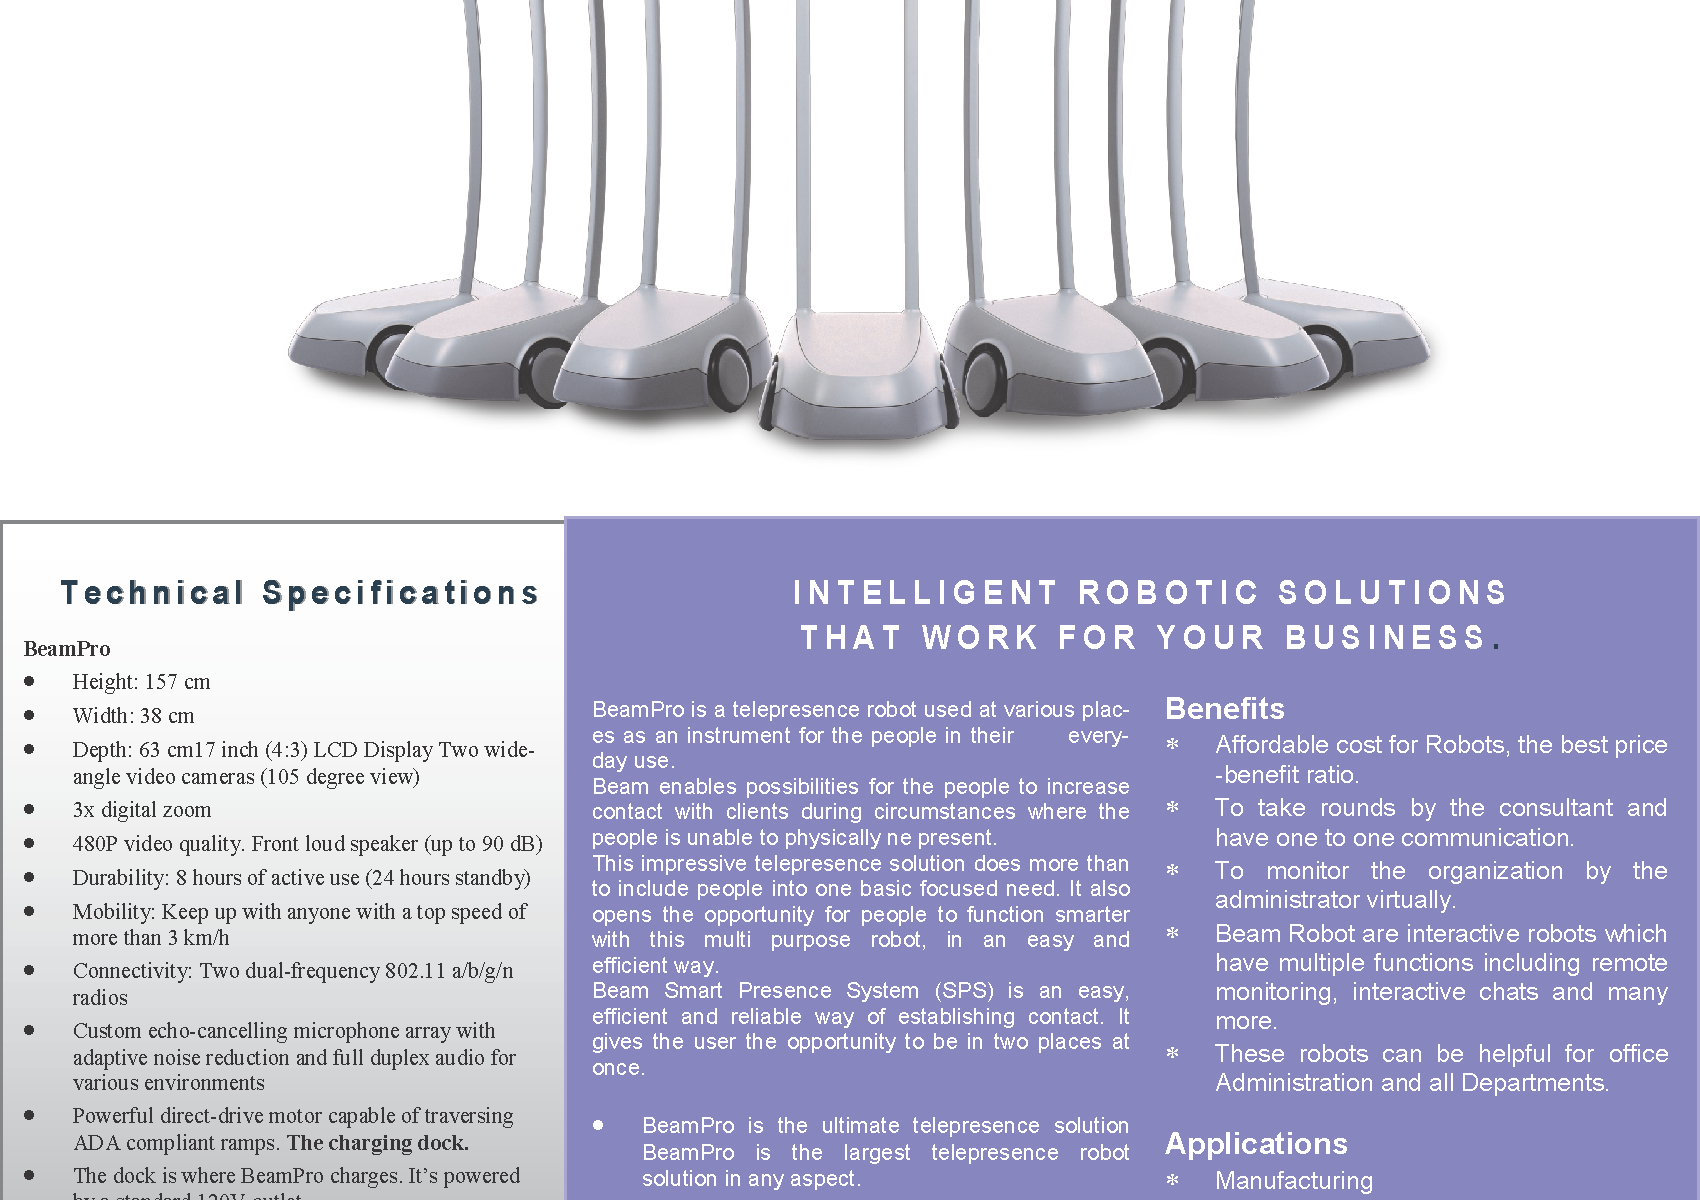 Technical Specifications
BeamPro
● Height: 157 cm
● Width: 38 cm
● Depth: 63 cm17 inch (4:3) LCD Display Two wide-
angle video cameras (105 degree view)
● 3x digital zoom
● 480P video quality. Front loud speaker (up to 90 dB)
● Durability: 8 hours of active use (24 hours standby)
● Mobility: Keep up with anyone with a top speed of
more than 3 km/h
● Connectivity: Two dual-frequency 802.11 a/b/g/n
radios
● Custom echo-cancelling microphone array with
adaptive noise reduction and full duplex audio for
various environments
● Powerful direct-drive motor capable of traversing
ADA compliant ramps. The charging dock.
● The dock is where BeamPro charges. It’s powered
by a standard 120V outlet
INTELLIGENT ROBOTIC SOLUTIONS
THAT WORK FOR YOUR BUSINESS.
BeamPro is a telepresence robot used at various plac-
es as an instrument for the people in their every-
day use.
Beam enables possibilities for the people to increase
contact with clients during circumstances where the
people is unable to physically ne present.
This impressive telepresence solution does more than
to include people into one basic focused need. It also
opens the opportunity for people to function smarter
with this multi purpose robot, in an easy and
efficient way.
Beam Smart Presence System (SPS) is an easy,
efficient and reliable way of establishing contact. It
gives the user the opportunity to be in two places at
once.
● BeamPro is the ultimate telepresence solution
BeamPro is the largest telepresence robot
solution in any aspect.
Benefits
* Affordable cost for Robots, the best price
-benefit ratio.
* To take rounds by the consultant and
have one to one communication.
* To monitor the organization by the
administrator virtually.
* Beam Robot are interactive robots which
have multiple functions including remote
monitoring, interactive chats and many
more.
* These robots can be helpful for office
Administration and all Departments.
Applications
* Manufacturing